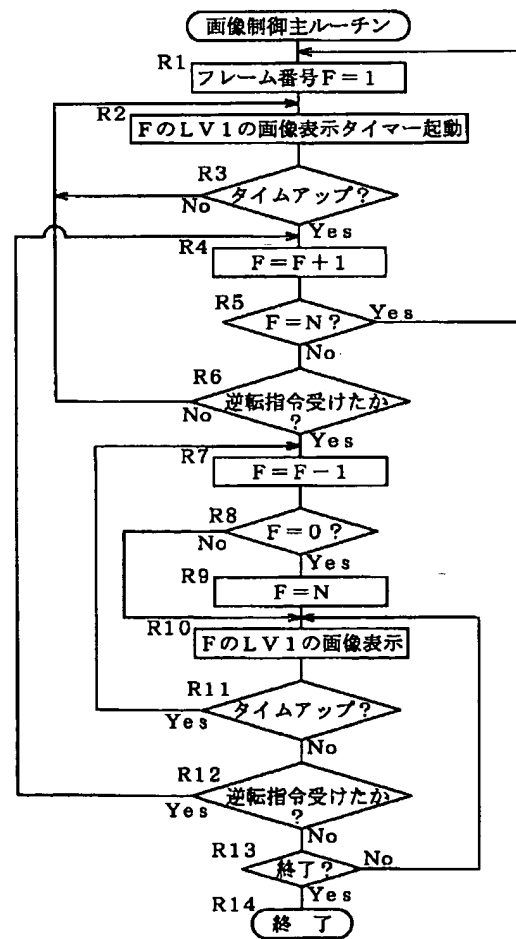 画像制御主ルーチン
R1
フレーム番号F＝1
R2
FのLV1の画像表示タイマー起動
R3
タイムアップ？
No
Yes
R4
F＝F＋1
R5
F＝N？
Yes
No
R6
逆転指令受けたか
？
No
Yes
R7
F＝F－1
R8
F＝0？
No
Yes
R9
F＝N
R10
FのLV1の画像表示
R11
タイムアップ？
Yes
No
R12
逆転指令受けたか
？
Yes
No
R13
終了？
No
Yes
R14
終 了